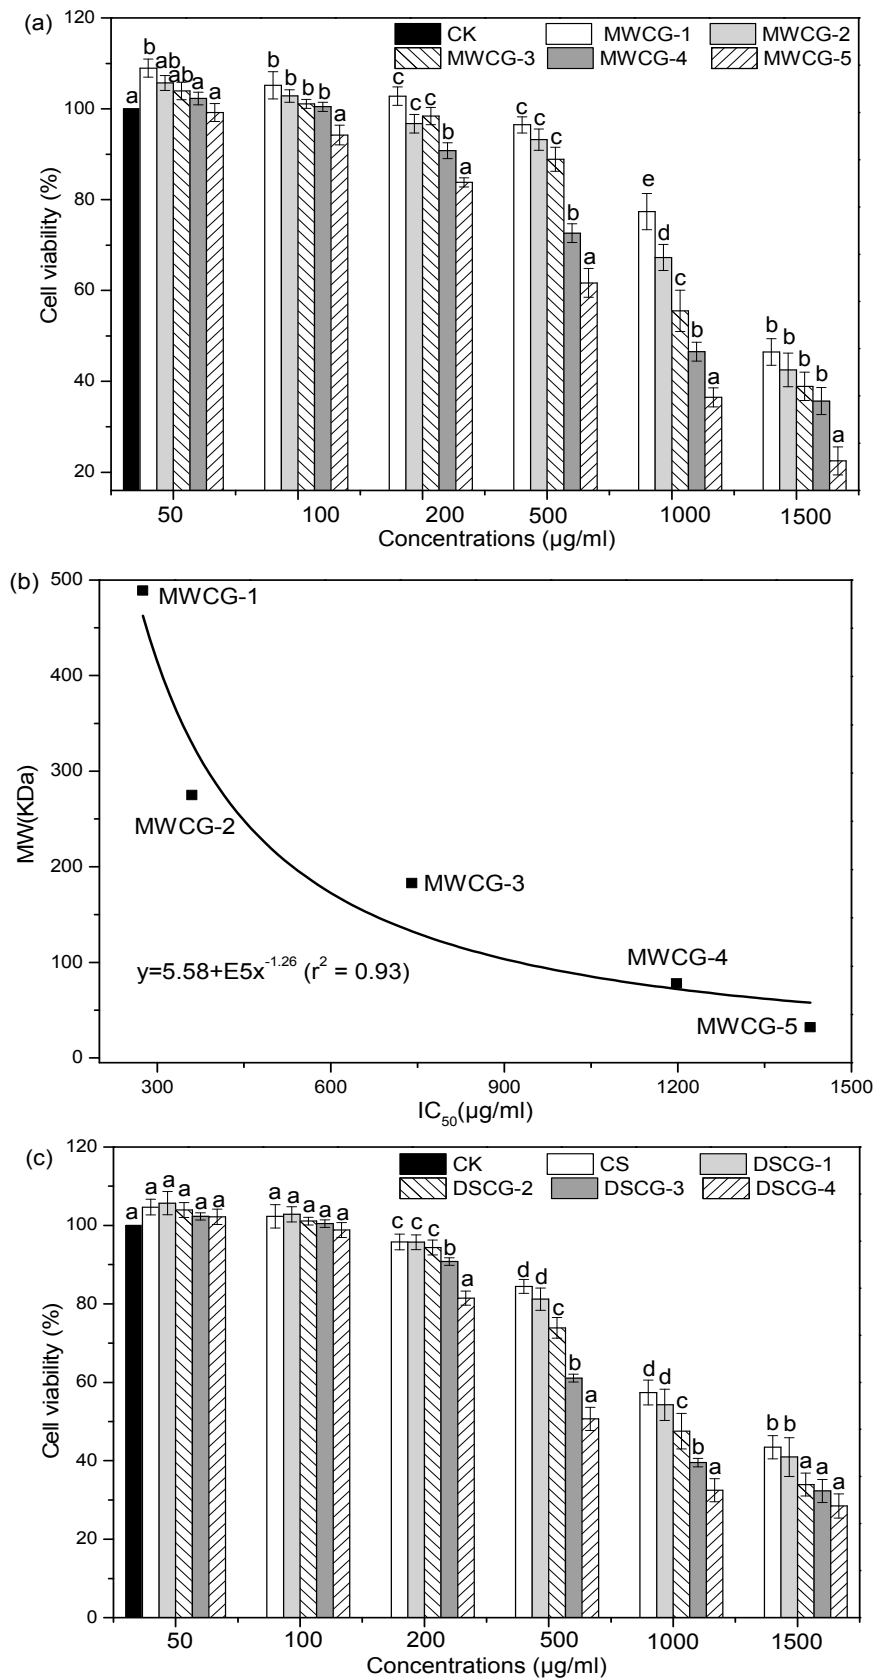 (a)
120
100
80
60
40
20
Cell viability (%)
CK MWCG-1 MWCG-2
MWCG-3 MWCG-4 MWCG-5
a b ab ab a a
b b b b a
c c c b a
c c c b a
e d c b a
b b b b a
50 100 200 500 1000 1500
Concentrations (µg/ml)
(b)
500
400
300
200
100
0
MW(KDa)
MWCG-1
MWCG-2
MWCG-3
MWCG-4
MWCG-5
y=5.58+E5x-1.26 (r2 = 0.93)
300 600 900 1200 1500
IC50(µg/ml)
(c)
120
100
80
60
40
20
0
Cell viability (%)
CK CS DSCG-1
DSCG-2 DSCG-3 DSCG-4
a a a a a a
a a a a a
c c c b a
d d c b a
d d c b a
b b a a a
50 100 200 500 1000 1500
Concentrations (µg/ml)